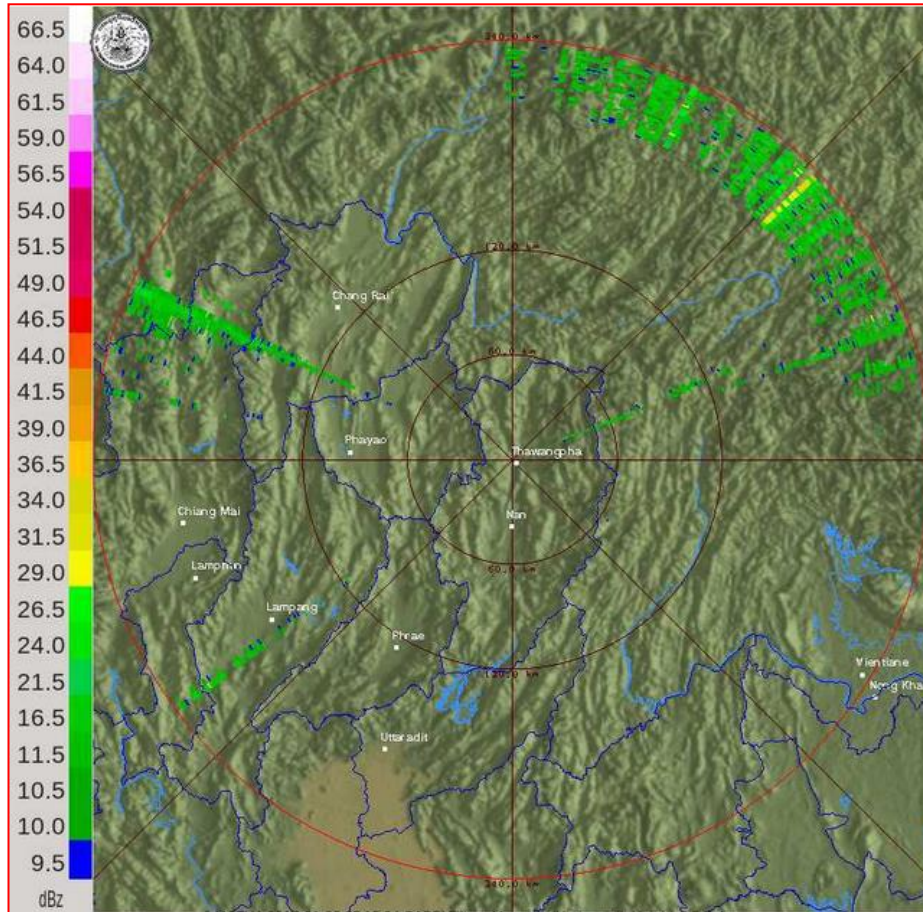 66.5
64.0
61.5
59.0
56.5
54.0
51.5
49.0
46.5
44.0
41.5
39.0
36.5
34.0
31.5
29.0
26.5
24.0
21.5
16.5
11.5
10.5
10.0
9.5
dBz
240.0 km
120.0 km
Chang Rai
60.0 km
Phayao
Thawangpha
Chiang Mai
Nan
60.0 km
Lamphun
Lampang
Phrae
Vientiane
120.0 km
Nong Kha
Uttaradit
240.0 km